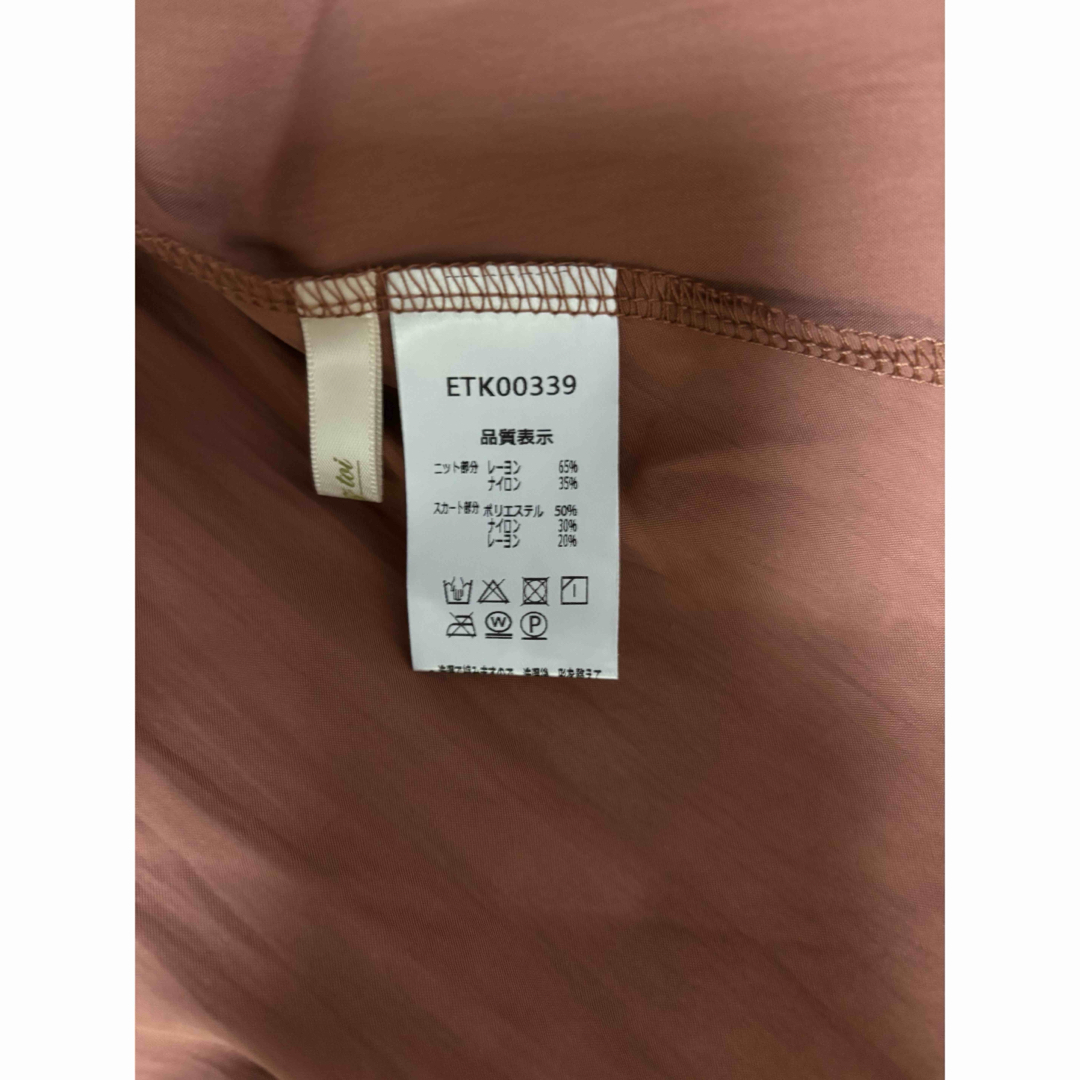 ETK00339
品質表示
ニット部分 レーヨン 65%
ナイロン 35%
スカート部分 ポリエステル 50%
ナイロン 30%
レーヨン 20%
W P
toi